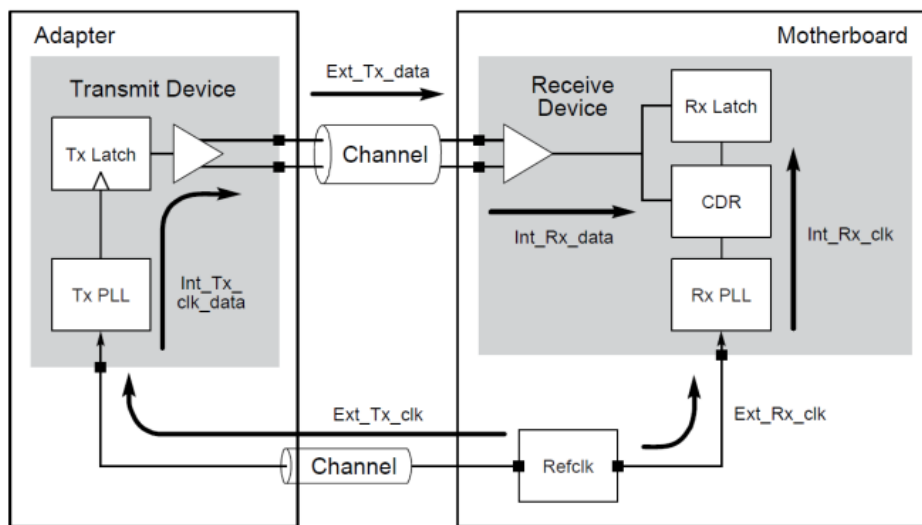 Adapter
Motherboard
Transmit Device
Ext_Tx_data
Receive
Device
Rx Latch
Tx Latch
Channel
CDR
Int_Rx_data
Int_Rx_clk
Int_Tx_
clk_data
Tx PLL
Rx PLL
Ext_Tx_clk
Ext_Rx_clk
Channel
Refclk